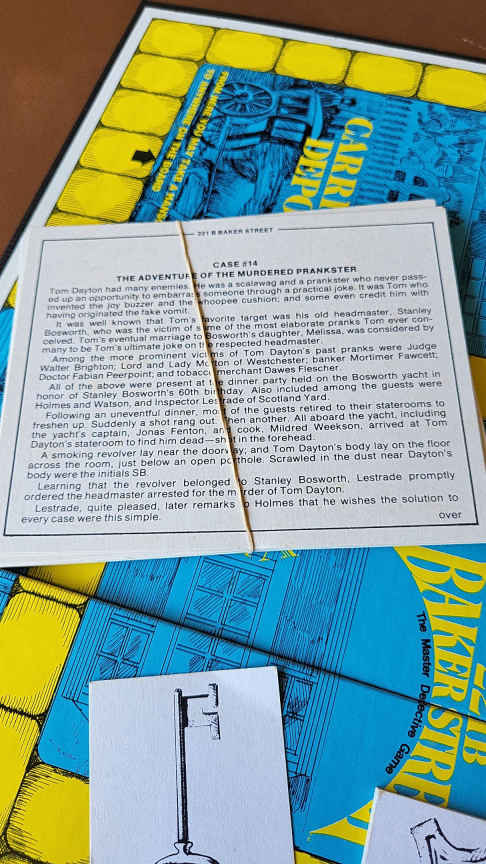 FROM HERE YOU MAY TAKE A
TO ANYWHERE ON THE BOARD
CARRI
DEPO
221 B BAKER STREET
CASE #14
THE ADVENTURE OF THE MURDERED PRANKSTER
Tom Dayton had many enemies. He was a scalawag and a prankster who never pass-
ed up an opportunity to embarrass someone through a practical joke. It was Tom who
invented the joy buzzer and the whoopee cushion; and some even credit him with
having originated the fake vomit.
It was well known that Tom's favorite target was his old headmaster, Stanley
Bosworth, who was the victim of some of the most elaborate pranks Tom ever con-
ceived. Tom's eventual marriage to Bosworth's daughter, Melissa, was considered by
many to be Tom's ultimate joke on the respected headmaster.
Among the more prominent victims of Tom Dayton's past pranks were Judge
Walter Brighton; Lord and Lady of Westchester; banker Mortimer Fawcett;
Doctor Fabian Peerpoint; and tobacco merchant Dawes Flescher.
All of the above were present at the dinner party held on the Bosworth yacht in
honor of Stanley Bosworth's 60th birthday. Also included among the guests were
Holmes and Watson, and Inspector Lestrade of Scotland Yard.
Following an uneventful dinner, most of the guests retired to their staterooms to
freshen up. Suddenly a shot rang out, then another. All aboard the yacht, including
the yacht's captain, Jonas Fenton, and cook, Mildred Weekson, arrived at Tom
Dayton's stateroom to find him dead—shot in the forehead.
A smoking revolver lay near the doorway; and Tom Dayton's body lay on the floor
across the room, just below an open porthole. Scrawled in the dust near Dayton's
body were the initials SB.
Learning that the revolver belonged to Stanley Bosworth, Lestrade promptly
ordered the headmaster arrested for the murder of Tom Dayton.
Lestrade, quite pleased, later remarks to Holmes that he wishes the solution to
every case were this simple.
over
221B
BAKER STREE
The Master Detective Game